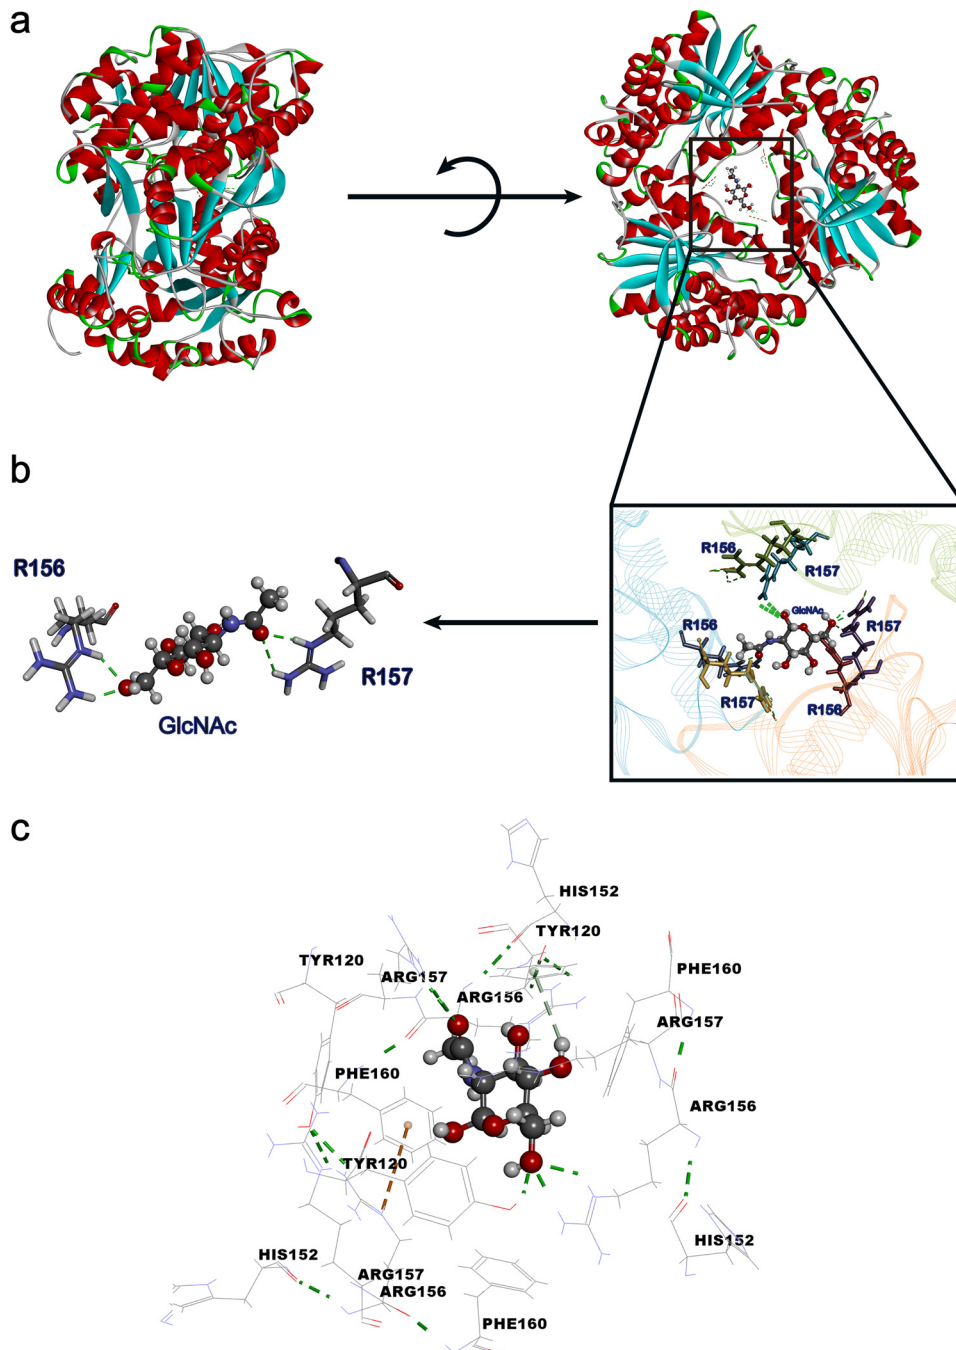 a
b
R156
R157
GlcNAc
R156
R157
GlcNAc
R156
R157
R157
R156
c
HIS152
TYR120
TYR120
ARG157
PHE160
ARG156
ARG157
PHE160
ARG156
TYR120
HIS152
HIS152
ARG157
ARG156
PHE160